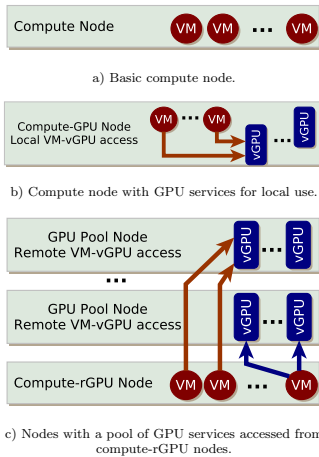 Compute Node VM VM ... VM
a) Basic compute node.
Compute-GPU Node
Local VM-vGPU access
VM ... VM
vGPU ... vGPU
b) Compute node with GPU services for local use.
GPU Pool Node
Remote VM-vGPU access
vGPU ... vGPU
...
GPU Pool Node
Remote VM-vGPU access
vGPU ... vGPU
Compute-rGPU Node VM VM ... VM
c) Nodes with a pool of GPU services accessed from
compute-rGPU nodes.